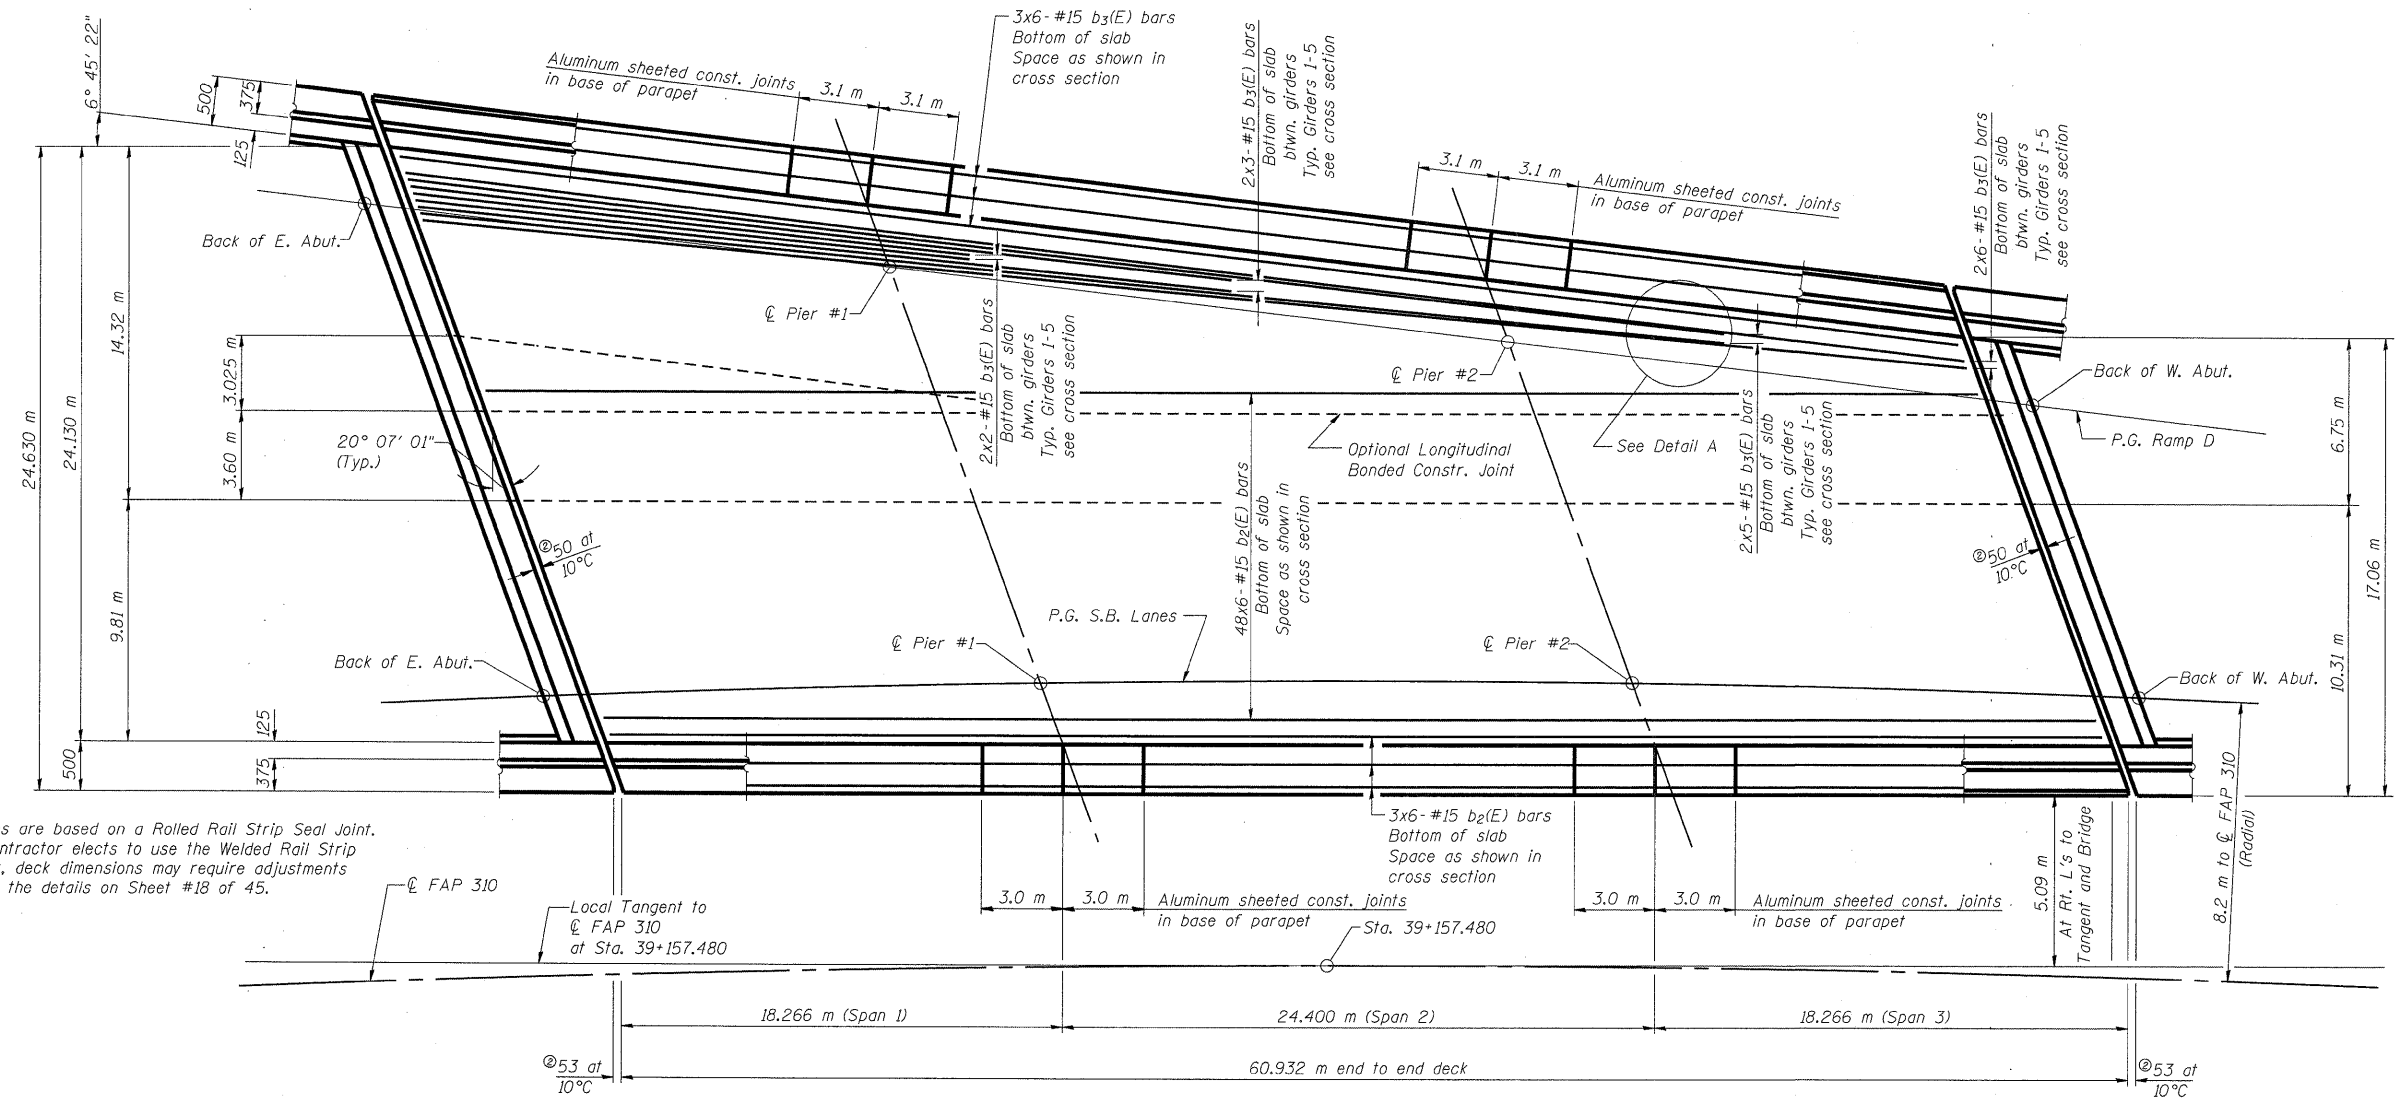 6° 45' 22"
500
375
125
Aluminum sheeted const. joints
in base of parapet
3.1 m
3.1 m
3x6-#15 b3(E) bars
Bottom of slab
Space as shown in
cross section
2x3-#15 b3(E) bars
Bottom of slab
btwn. girders
Typ. Girders 1-5
see cross section
3.1 m
3.1 m
Aluminum sheeted const. joints
in base of parapet
2x6-#15 b3(E) bars
Bottom of slab
btwn. girders
Typ. Girders 1-5
see cross section
Back of E. Abut.
℄ Pier #1
2x2-#15 b3(E) bars
Bottom of slab
btwn. girders
Typ. Girders 1-5
see cross section
℄ Pier #2
See Detail A
2x5-#15 b3(E) bars
Bottom of slab
btwn. girders
Typ. Girders 1-5
see cross section
Back of W. Abut.
P.G. Ramp D
24.630 m
24.130 m
14.32 m
3.025 m
3.60 m
20° 07' 01"
(Typ.)
9.81 m
②50 at
10°C
Optional Longitudinal
Bonded Constr. Joint
48x6-#15 b2(E) bars
Bottom of slab
Space as shown in
cross section
②50 at
10°C
6.75 m
17.06 m
10.31 m
Back of E. Abut.
℄ Pier #1
P.G. S.B. Lanes
℄ Pier #2
Back of W. Abut.
125
500
375
3x6-#15 b2(E) bars
Bottom of slab
Space as shown in
cross section
s are based on a Rolled Rail Strip Seal Joint.
ntractor elects to use the Welded Rail Strip
, deck dimensions may require adjustments
the details on Sheet #18 of 45.
℄ FAP 310
Local Tangent to
℄ FAP 310
at Sta. 39+157.480
3.0 m
3.0 m
Aluminum sheeted const. joints
in base of parapet
Sta. 39+157.480
3.0 m
3.0 m
Aluminum sheeted const. joints
in base of parapet
5.09 m
At Rt. L's to
Tangent and Bridge
8.2 m to ℄ FAP 310
(Radial)
18.266 m (Span 1)
24.400 m (Span 2)
18.266 m (Span 3)
②53 at
10°C
60.932 m end to end deck
②53 at
10°C